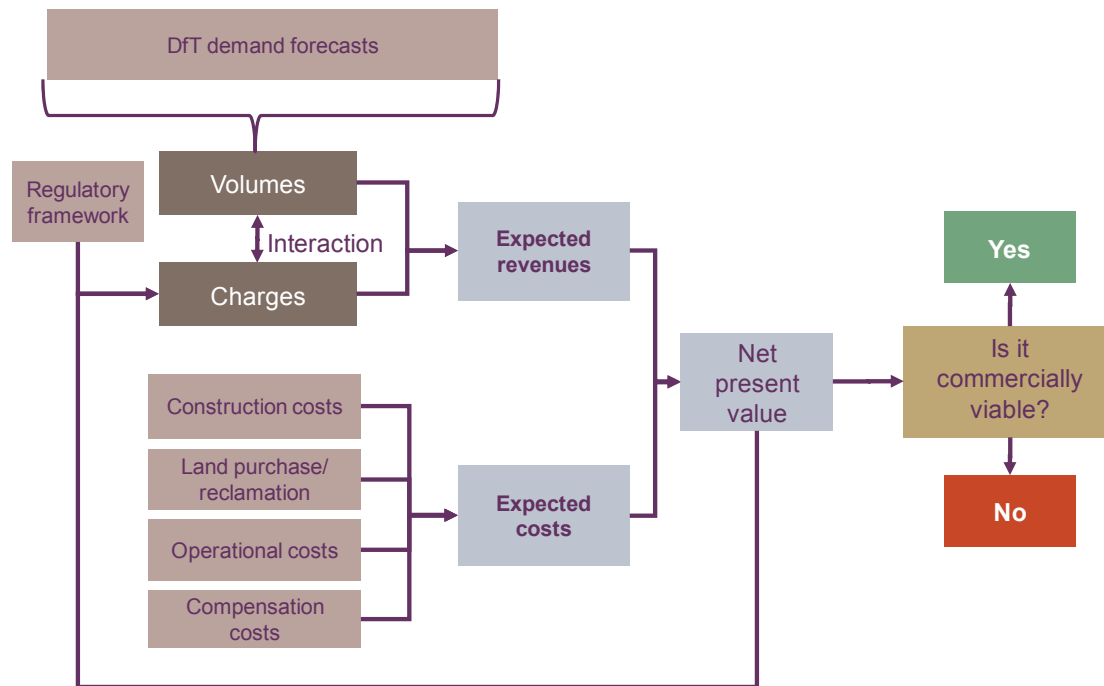 DfT demand forecasts
Regulatory
framework
Volumes
Interaction
Charges
Expected
revenues
Yes
Net
present
value
Is it
commercially
viable?
Construction costs
Land purchase/
reclamation
Operational costs
Compensation
costs
Expected
costs
No